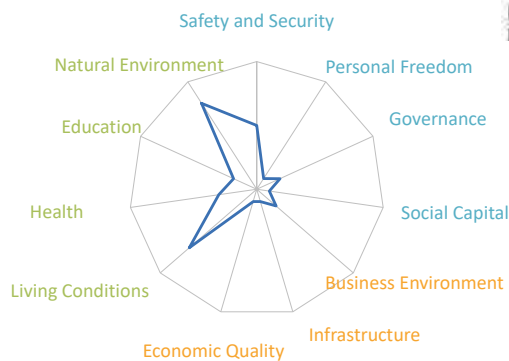 Safety and Security
Natural Environment
Personal Freedom
Governance
Education
Health
Social Capital
Living Conditions
Business Environment
Infrastructure
Economic Quality